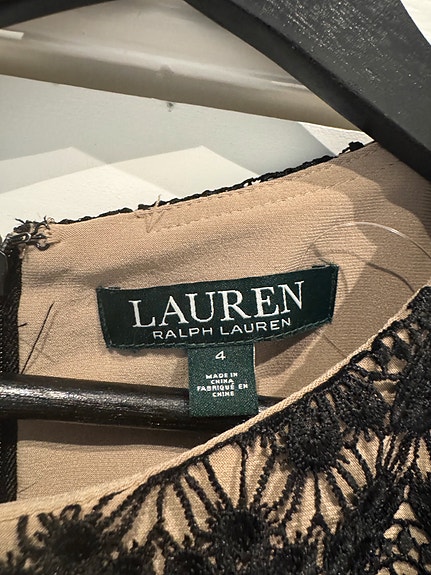 LAUREN
RALPH LAUREN
4
MADE IN
CHINA
FABRIQUÉ EN
CHINE